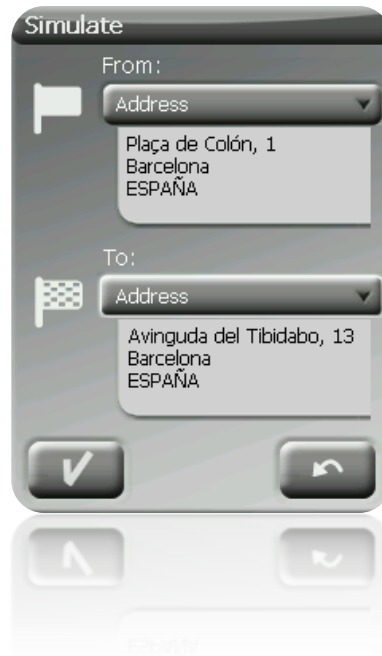 Simulate
From:
Address
Plaça de Colón, 1
Barcelona
ESPAÑA
To:
Address
Avinguda del Tibidabo, 13
Barcelona
ESPAÑA